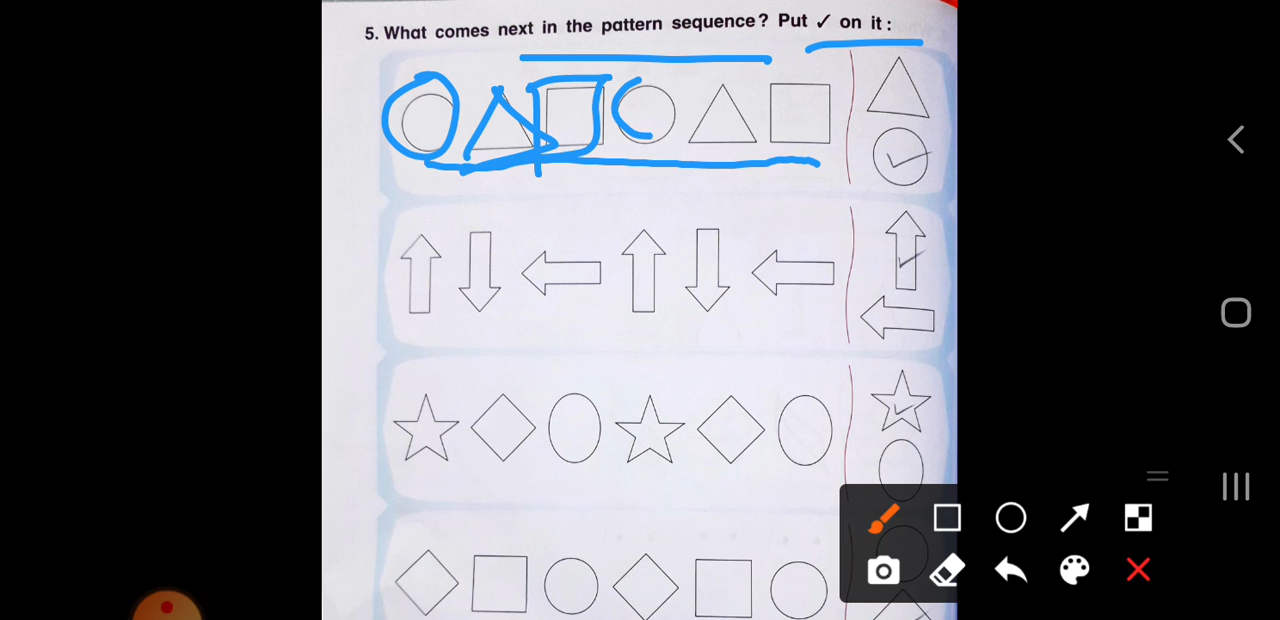 5. What comes next in the pattern sequence? Put ✓ on it: